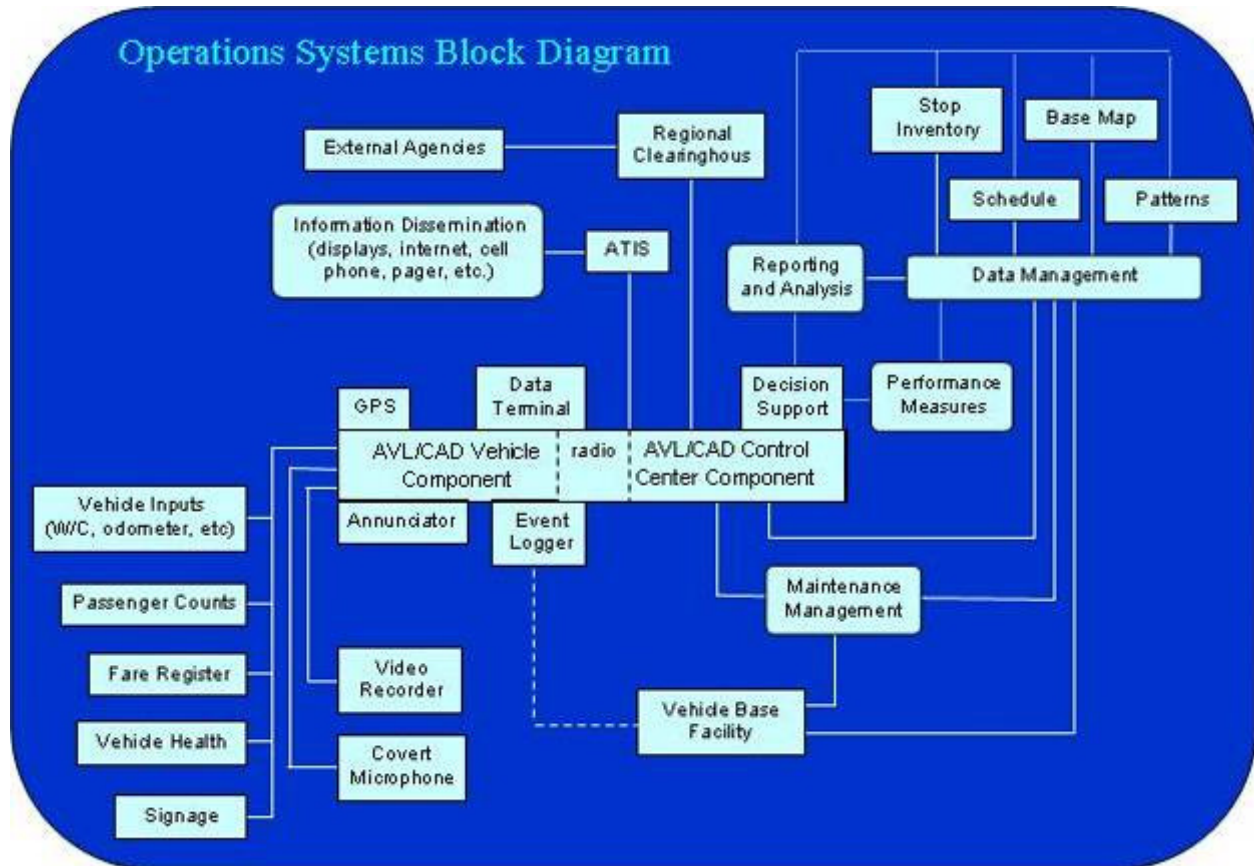 Operations Systems Block Diagram
Stop
Inventory
Base Map
Regional
Clearinghous
External Agencies
Schedule
Patterns
Information Dissemination
(displays, internet, cell
phone, pager, etc.)
ATIS
Reporting
and Analysis
Data Management
Decision
Support
Performance
Measures
GPS
Data
Terminal
AVL/CAD Vehicle
Component
radio
AVL/CAD Control
Center Component
Annunciator
Event
Logger
Vehicle Inputs
(W/C, odometer, etc)
Maintenance
Management
Passenger Counts
Fare Register
Video
Recorder
Vehicle Base
Facility
Vehicle Health
Covert
Microphone
Signage